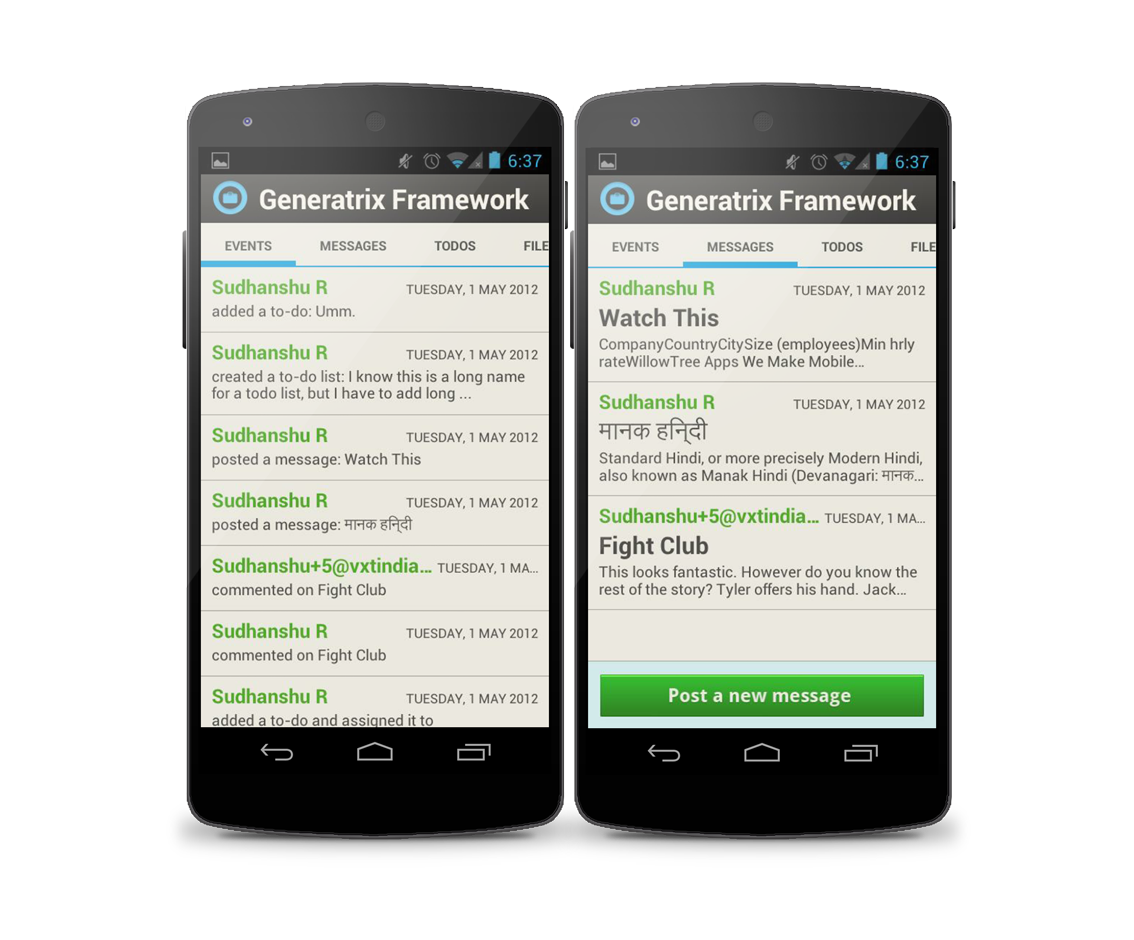 6:37
Generatrix Framework
EVENTS MESSAGES TODOS FILE
Sudhanshu R TUESDAY, 1 MAY 2012
added a to-do: Umm.
Sudhanshu R TUESDAY, 1 MAY 2012
created a to-do list: I know this is a long name
for a todo list, but I have to add long ...
Sudhanshu R TUESDAY, 1 MAY 2012
posted a message: Watch This
Sudhanshu R TUESDAY, 1 MAY 2012
posted a message: मानक हिन्दी
Sudhanshu+5@vxtindia... TUESDAY, 1 MA...
commented on Fight Club
Sudhanshu R TUESDAY, 1 MAY 2012
commented on Fight Club
Sudhanshu R TUESDAY, 1 MAY 2012
added a to-do and assigned it to
6:37
Generatrix Framework
EVENTS MESSAGES TODOS FILE
Sudhanshu R TUESDAY, 1 MAY 2012
Watch This
CompanyCountryCitySize (employees)Min hrly
rateWillowTree Apps We Make Mobile...
Sudhanshu R TUESDAY, 1 MAY 2012
मानक हिन्दी
Standard Hindi, or more precisely Modern Hindi,
also known as Manak Hindi (Devanagari: मानक...
Sudhanshu+5@vxtindia... TUESDAY, 1 MA...
Fight Club
This looks fantastic. However do you know the
rest of the story? Tyler offers his hand. Jack...
Post a new message